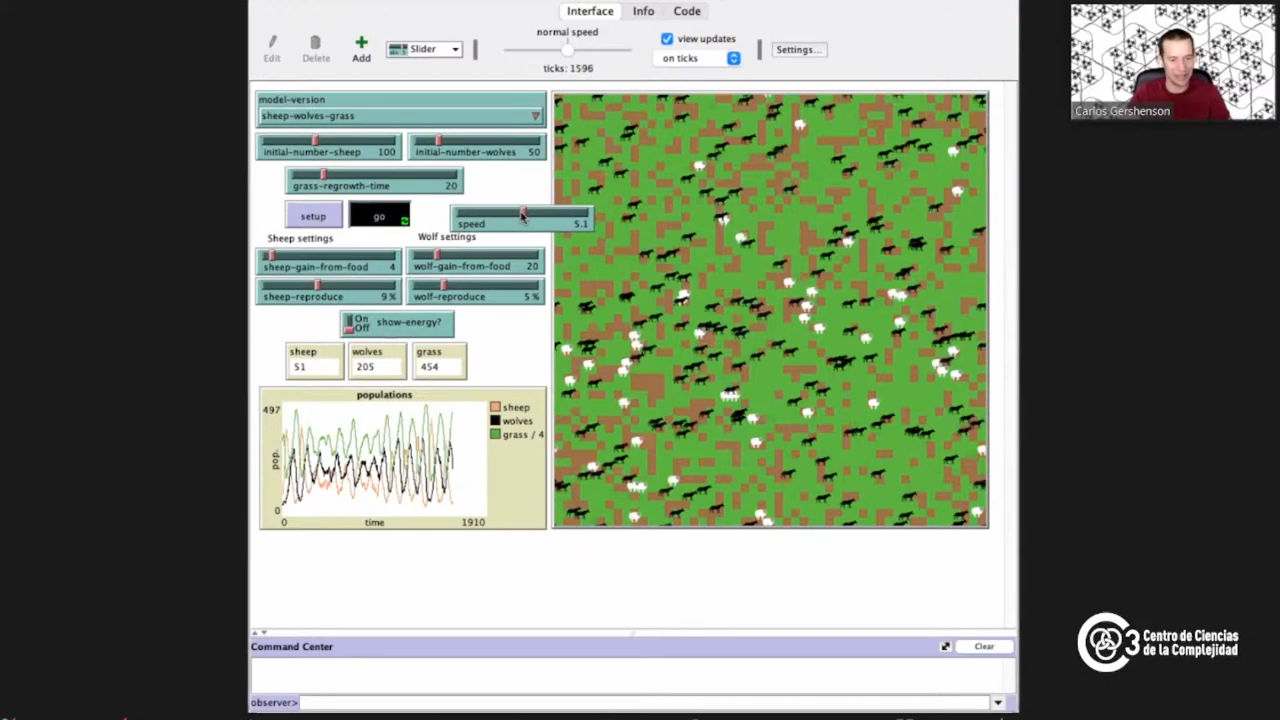 Interface Info Code
normal speed
view updates
Edit Delete Add Slider
on ticks
Settings...
ticks: 1596
Carlos Gershenson
model-version
sheep-wolves-grass
initial-number-sheep 100
initial-number-wolves 50
grass-regrowth-time 20
setup
go
speed 5.1
Sheep settings
Wolf settings
sheep-gain-from-food 4
wolf-gain-from-food 20
sheep-reproduce 9 %
wolf-reproduce 5 %
On
Off
show-energy?
sheep
51
wolves
205
grass
454
populations
497
pop.
0
0
time
1910
sheep
wolves
grass / 4
Command Center
Clear
observer>
C3 Centro de Ciencias
de la Complejidad